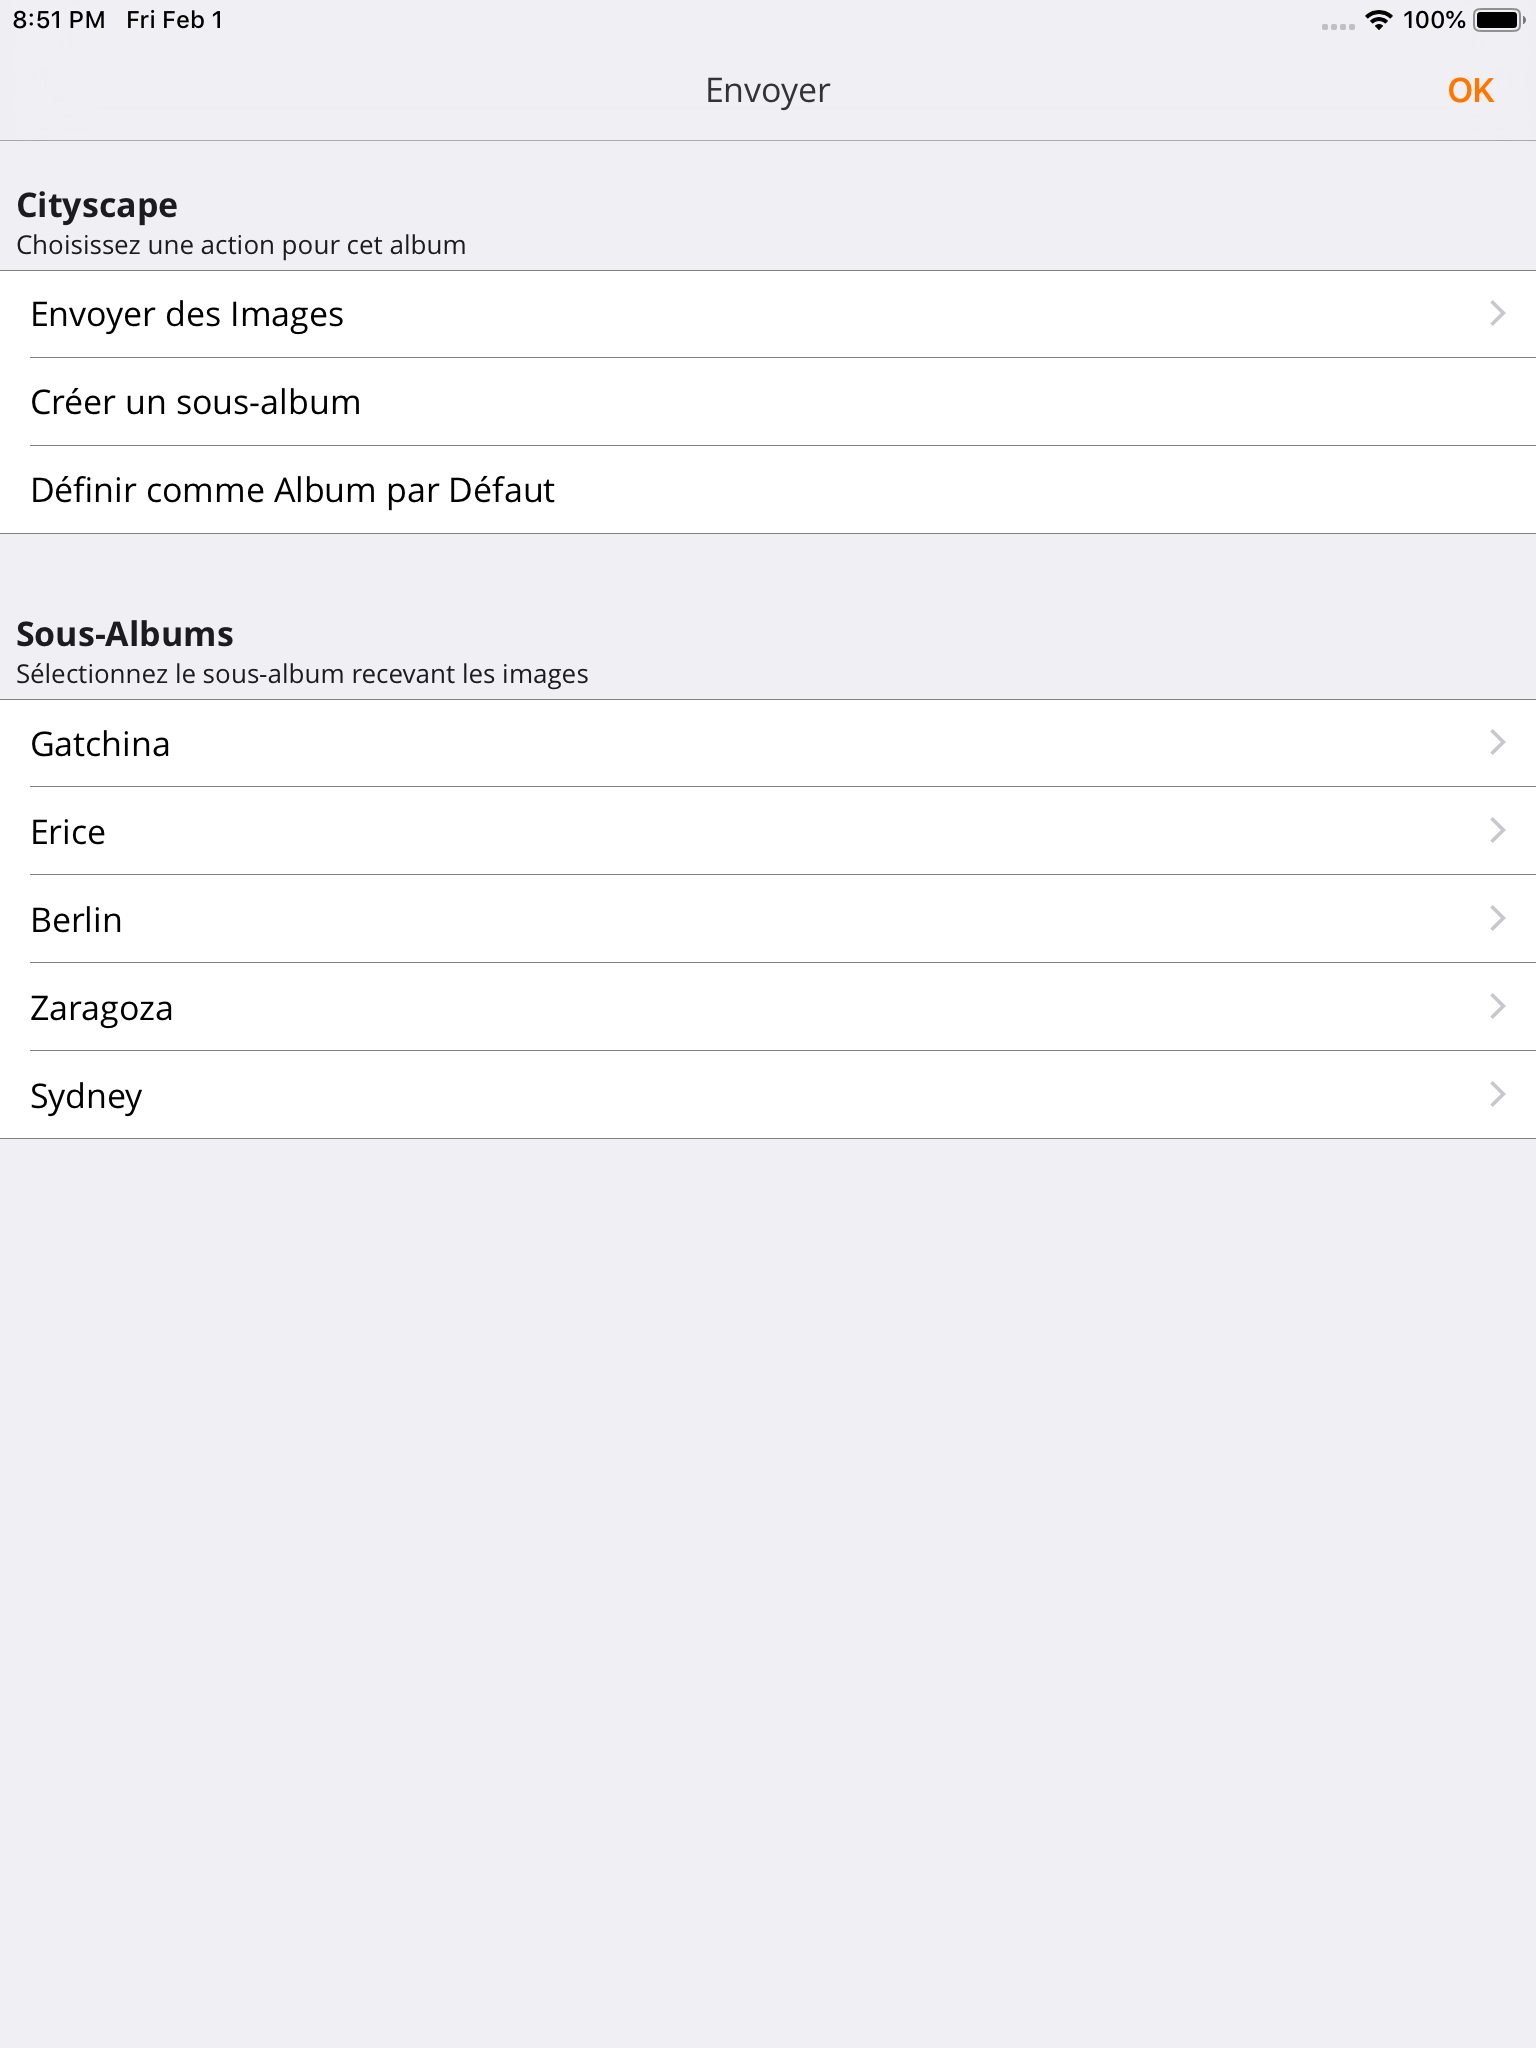 8:51 PM Fri Feb 1 100%
Envoyer OK
Cityscape
Choisissez une action pour cet album
Envoyer des Images
Créer un sous-album
Définir comme Album par Défaut
Sous-Albums
Sélectionnez le sous-album recevant les images
Gatchina
Erice
Berlin
Zaragoza
Sydney